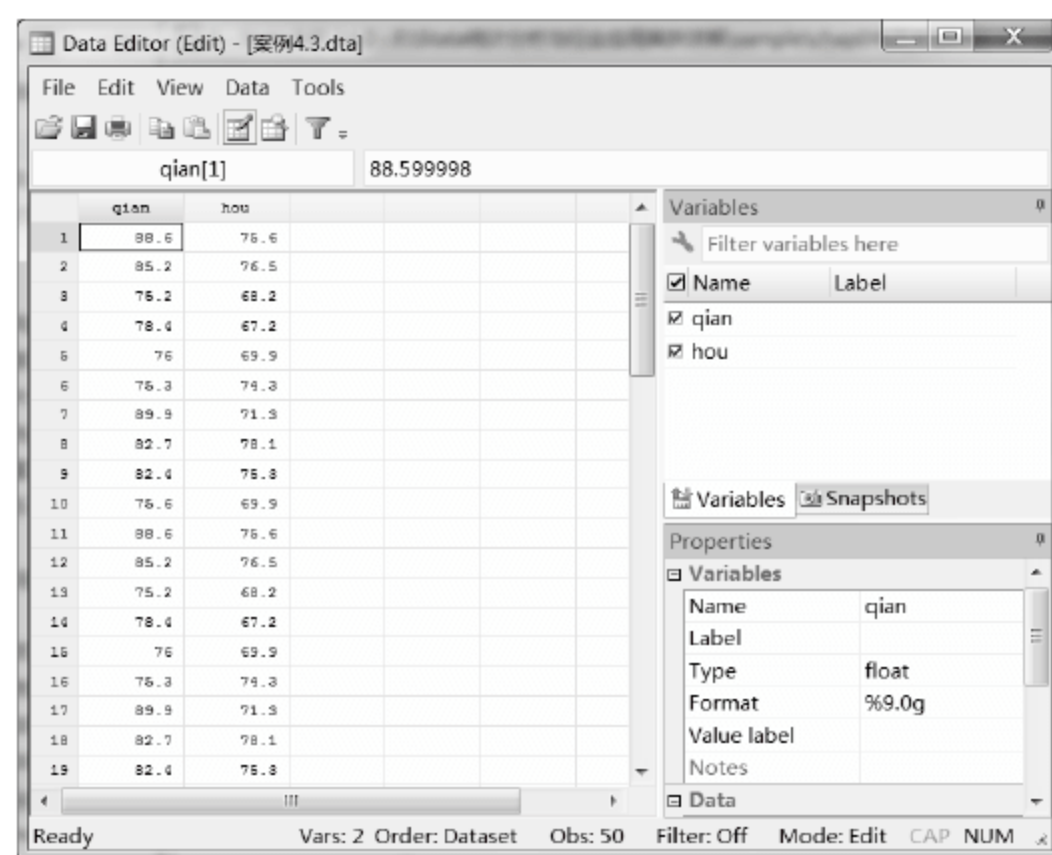 Data Editor (Edit) - [案例4.3.dta]
File Edit View Data Tools
qian[1] 88.599998
qian hou
1 88.6 75.6
2 85.2 76.5
3 75.2 68.2
4 78.4 67.2
5 76 69.9
6 75.3 74.3
7 89.9 71.3
8 82.7 78.1
9 82.4 75.8
10 75.6 69.9
11 88.6 75.6
12 85.2 76.5
13 75.2 68.2
14 78.4 67.2
15 76 69.9
16 75.3 74.3
17 89.9 71.3
18 82.7 78.1
19 82.4 75.8
Variables
Filter variables here
Name Label
qian
hou
Variables Snapshots
Properties
Variables
Name qian
Label
Type float
Format %9.0g
Value label
Notes
Data
Ready Vars: 2 Order: Dataset Obs: 50 Filter: Off Mode: Edit CAP NUM